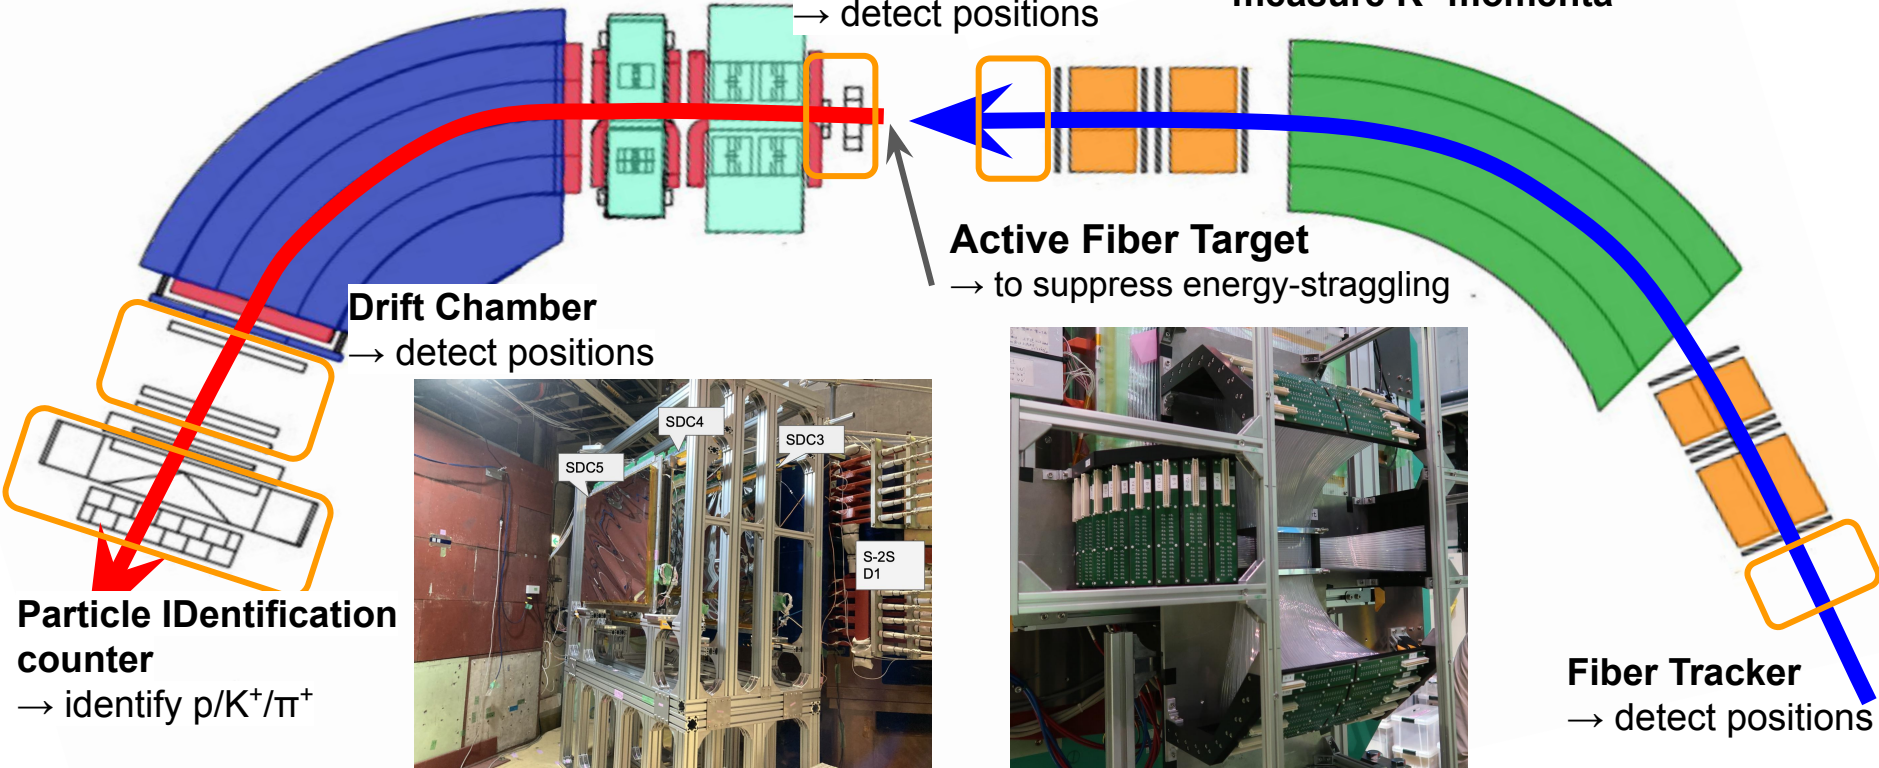 → detect positions
Active Fiber Target
→ to suppress energy-straggling
Drift Chamber
→ detect positions
SDC4
SDC3
SDC5
S-2S
D1
Particle IDentification
counter
→ identify p/K⁺/π⁺
Fiber Tracker
→ detect positions